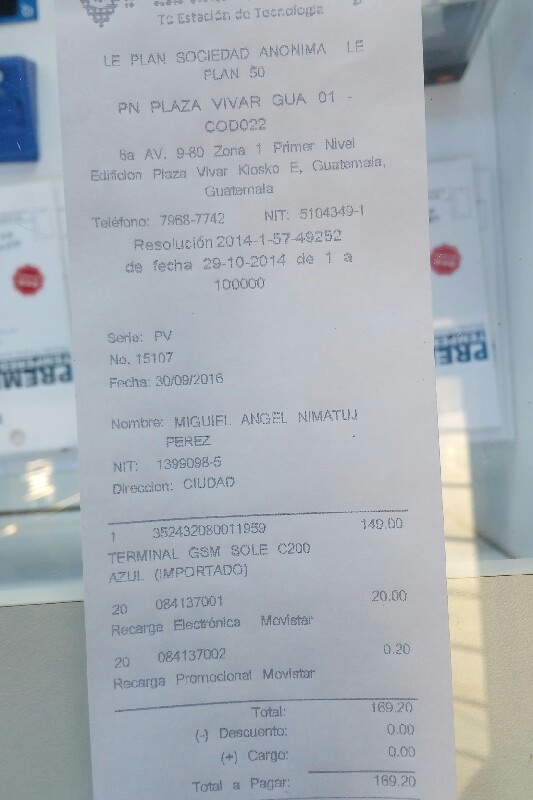 TG Estación de Tecnología
LE PLAN SOCIEDAD ANONIMA LE
PLAN 50
PN PLAZA VIVAR GUA 01 -
COD022
6a AV. 9-80 Zona 1 Primer Nivel
Edificion Plaza Vivar Kiosko E, Guatemala,
Guatemala
Teléfono: 7968-7742 NIT: 5104349-1
Resolución 2014-1-57-49252
de fecha 29-10-2014 de 1 a
100000
Serie: PV
No. 15107
Fecha: 30/09/2016
Nombre: MIGUIEL ANGEL NIMATUJ
PEREZ
NIT: 1399098-5
Direccion: CIUDAD
1 352432080011959 149.00
TERMINAL GSM SOLE C200
AZUL (IMPORTADO)
20 084137001 20.00
Recarga Electrónica Movistar
20 084137002 0.20
Recarga Promocional Movistar
Total: 169.20
(-) Descuento: 0.00
(+) Cargo: 0.00
Total a Pagar: 169.20